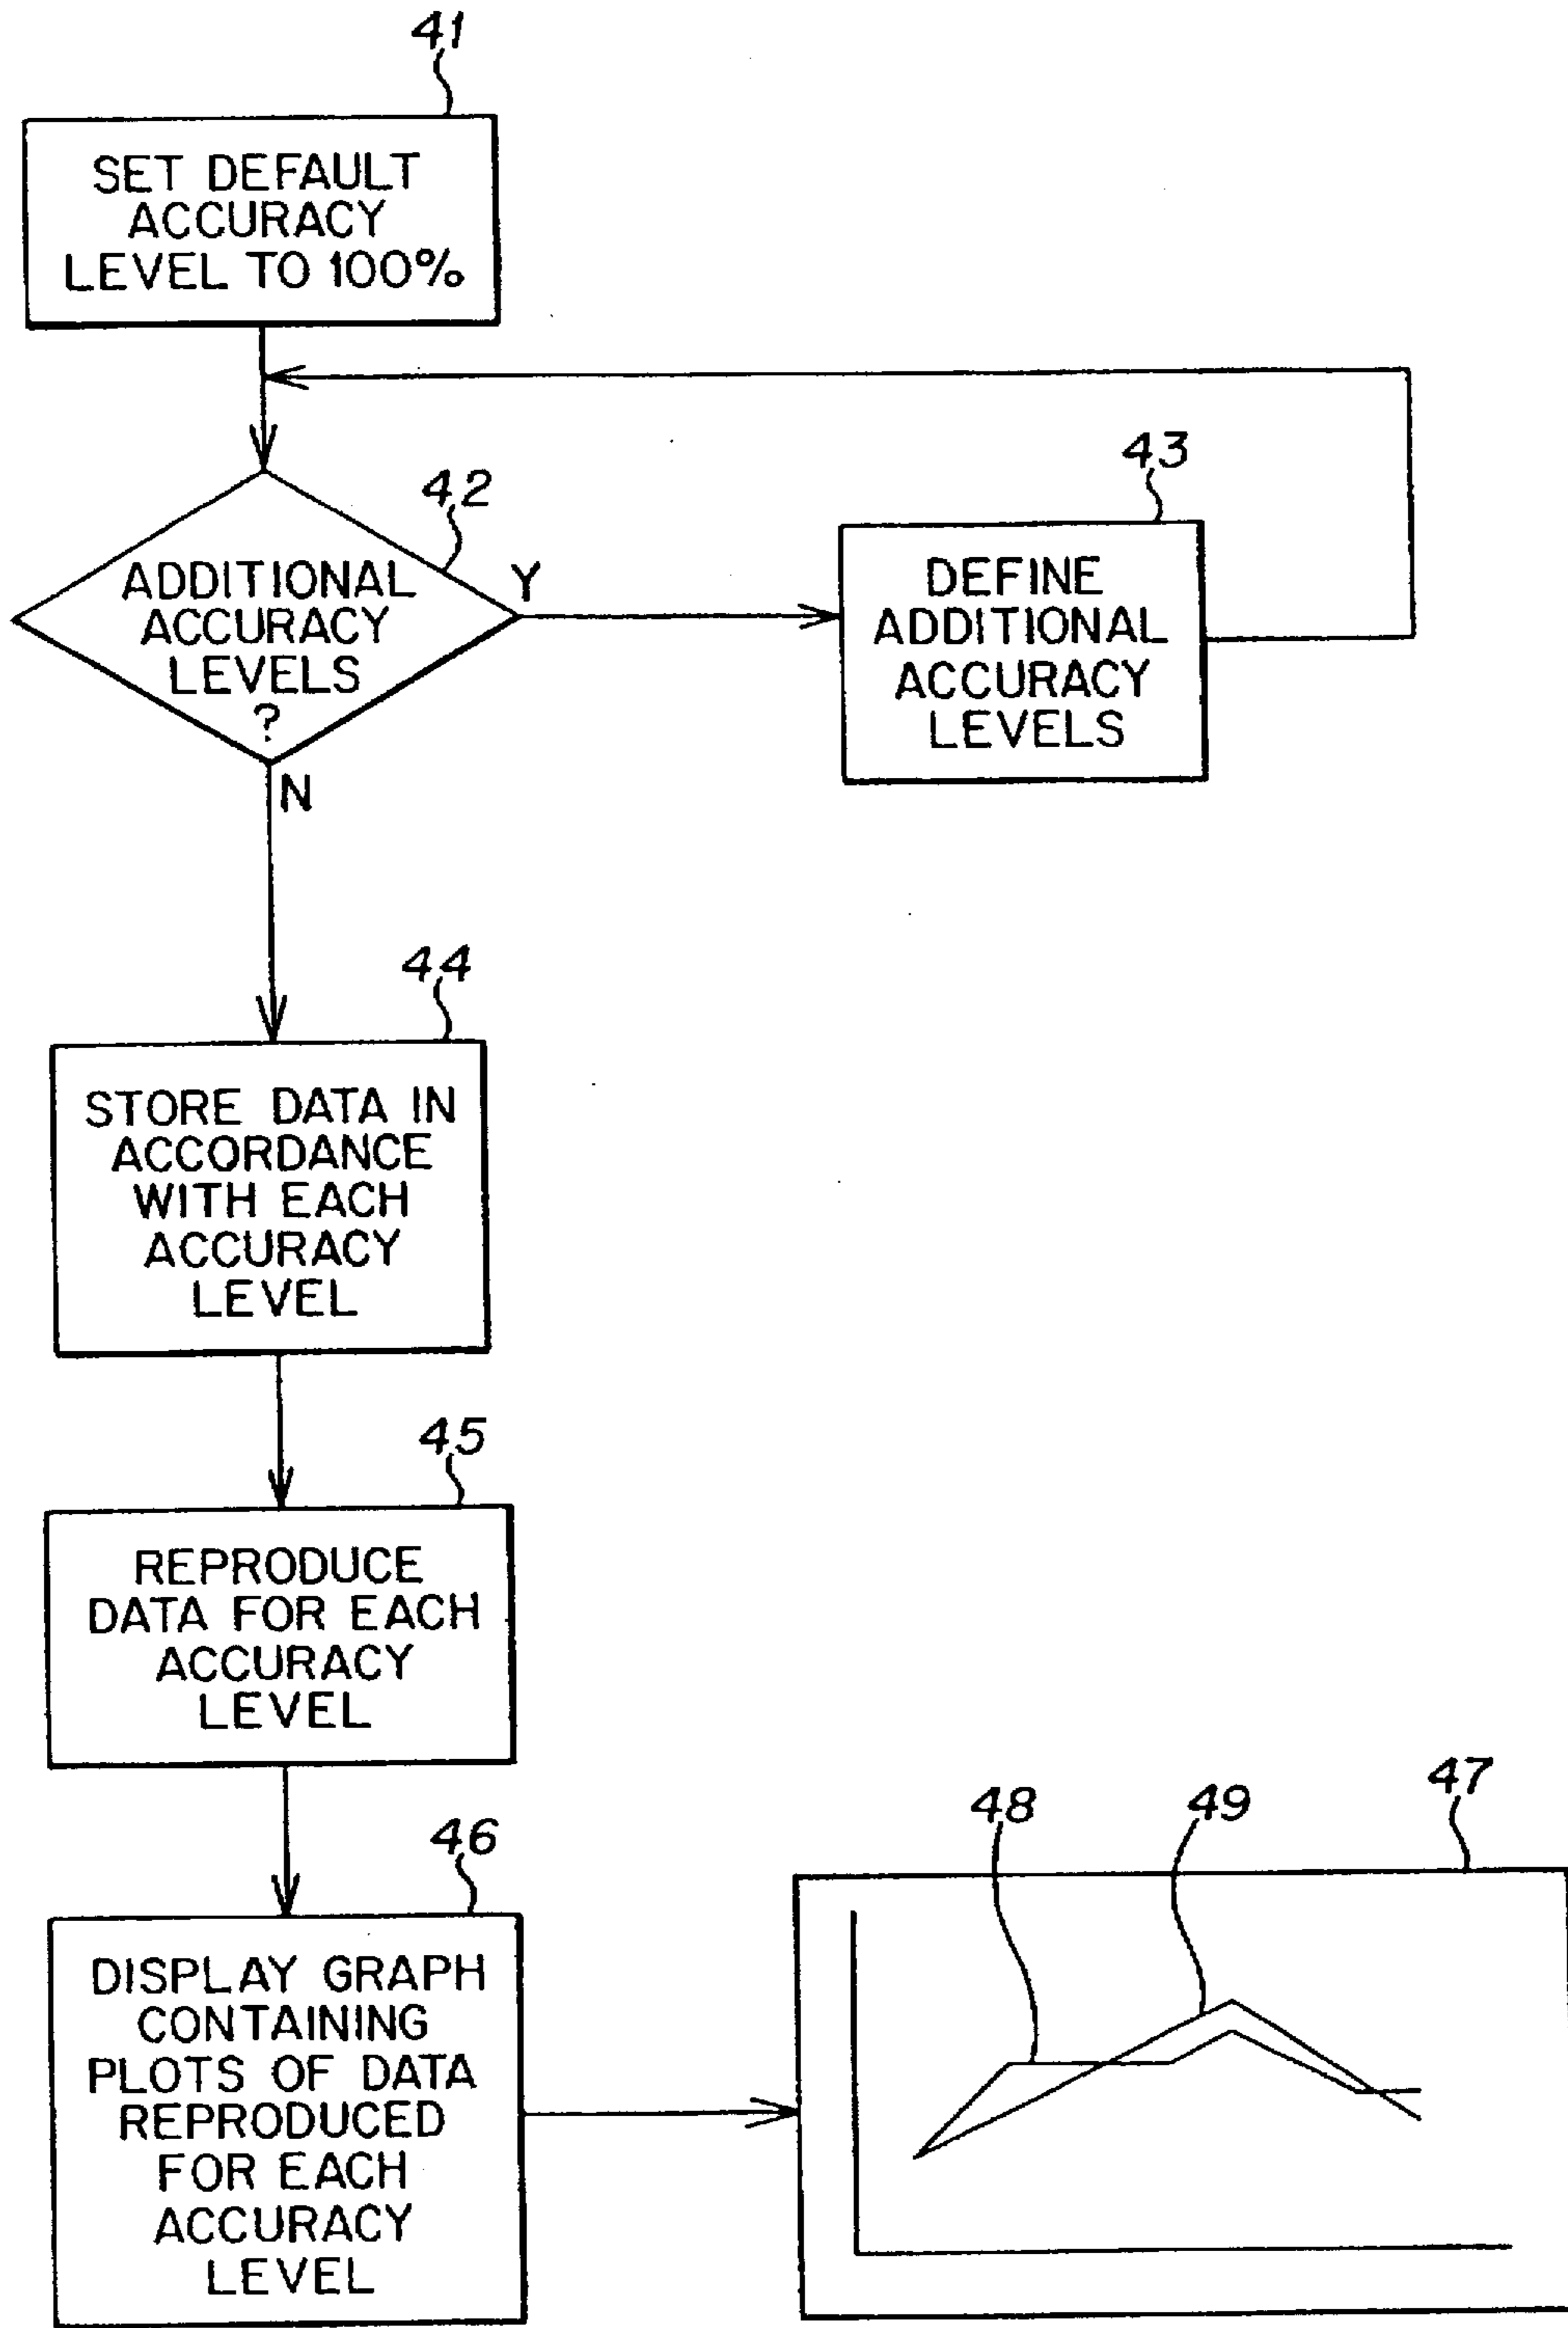 41
SET DEFAULT
ACCURACY
LEVEL TO 100%
42
ADDITIONAL
ACCURACY
LEVELS
?
Y
N
43
DEFINE
ADDITIONAL
ACCURACY
LEVELS
44
STORE DATA IN
ACCORDANCE
WITH EACH
ACCURACY
LEVEL
45
REPRODUCE
DATA FOR EACH
ACCURACY
LEVEL
46
DISPLAY GRAPH
CONTAINING
PLOTS OF DATA
REPRODUCED
FOR EACH
ACCURACY
LEVEL
47
48
49